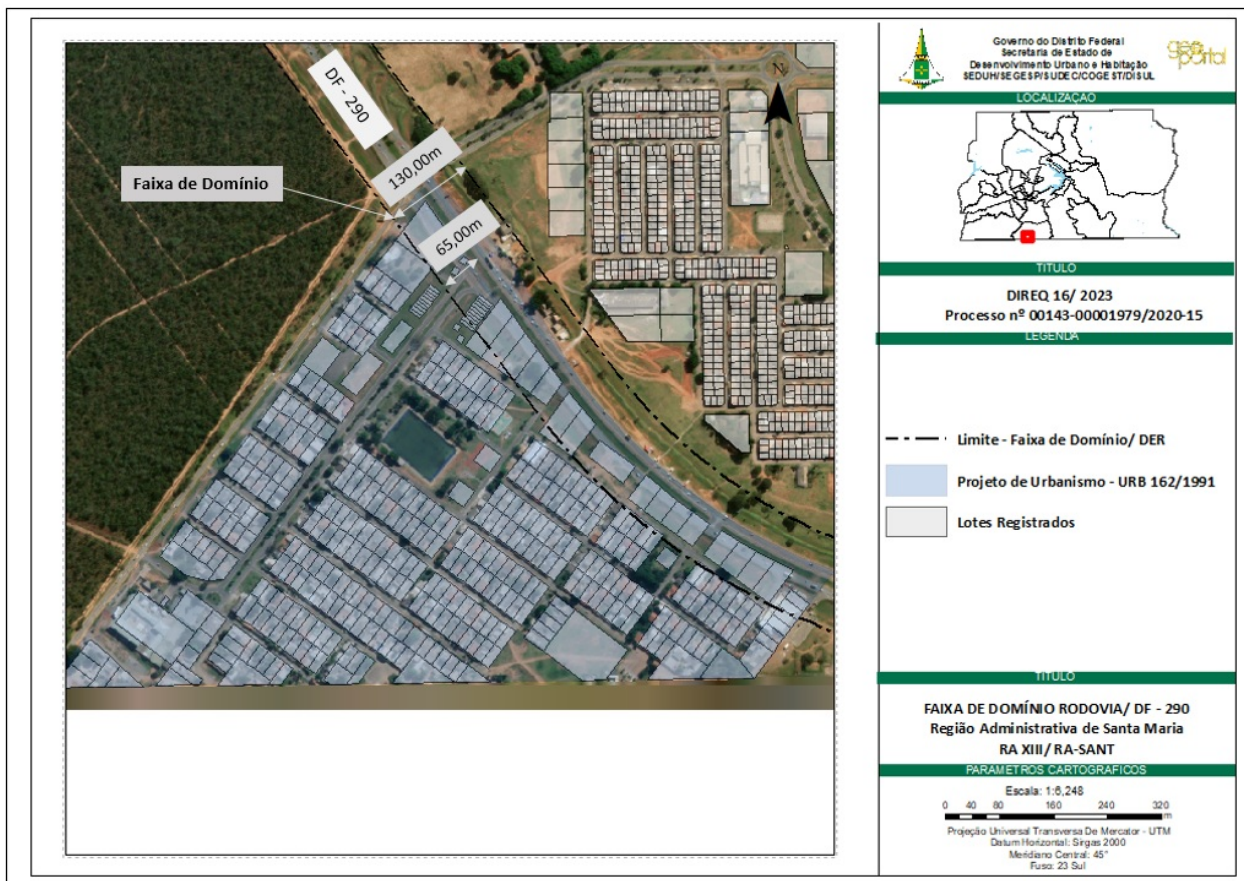 DF - 290
130,00m
Faixa de Domínio
65,00m
N
Governo do Distrito Federal
Secretaria de Estado de
Desenvolvimento Urbano e Habitação
SEDUH/SEGESP/SUDEC/COGEST/DISUL
geo
portal
LOCALIZAÇÃO
TITULO
DIREQ 16/ 2023
Processo nº 00143-00001979/2020-15
LEGENDA
Limite - Faixa de Domínio/ DER
Projeto de Urbanismo - URB 162/1991
Lotes Registrados
TITULO
FAIXA DE DOMÍNIO RODOVIA/ DF - 290
Região Administrativa de Santa Maria
RA XIII/ RA-SANT
PARAMETROS CARTOGRAFICOS
Escala: 1:6,248
0 40 80 160 240 320
m
Projeção Universal Transversa De Mercator - UTM
Datum Horizontal: Sirgas 2000
Meridiano Central: 45°
Fuso: 23 Sul